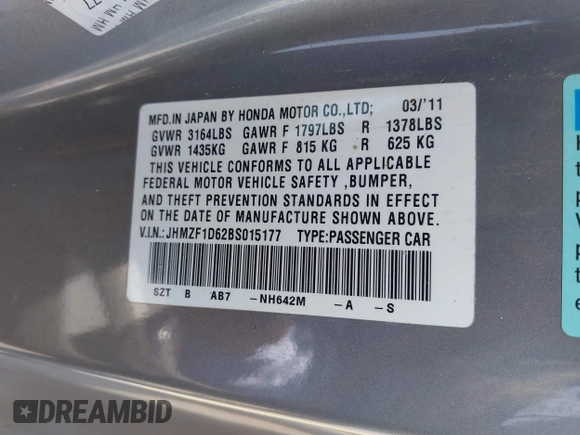 MFD.IN JAPAN BY HONDA MOTOR CO.,LTD; 03/'11
GVWR 3164LBS GAWR F 1797LBS R 1378LBS
GVWR 1435KG GAWR F 815 KG R 625 KG
THIS VEHICLE CONFORMS TO ALL APPLICABLE
FEDERAL MOTOR VEHICLE SAFETY ,BUMPER,
AND THEFT PREVENTION STANDARDS IN EFFECT
ON THE DATE OF MANUFACTURE SHOWN ABOVE.
V.I.N.: JHMZF1D62BS015177 TYPE:PASSENGER CAR
SZT B AB7 -NH642M -A -S
DREAMBID